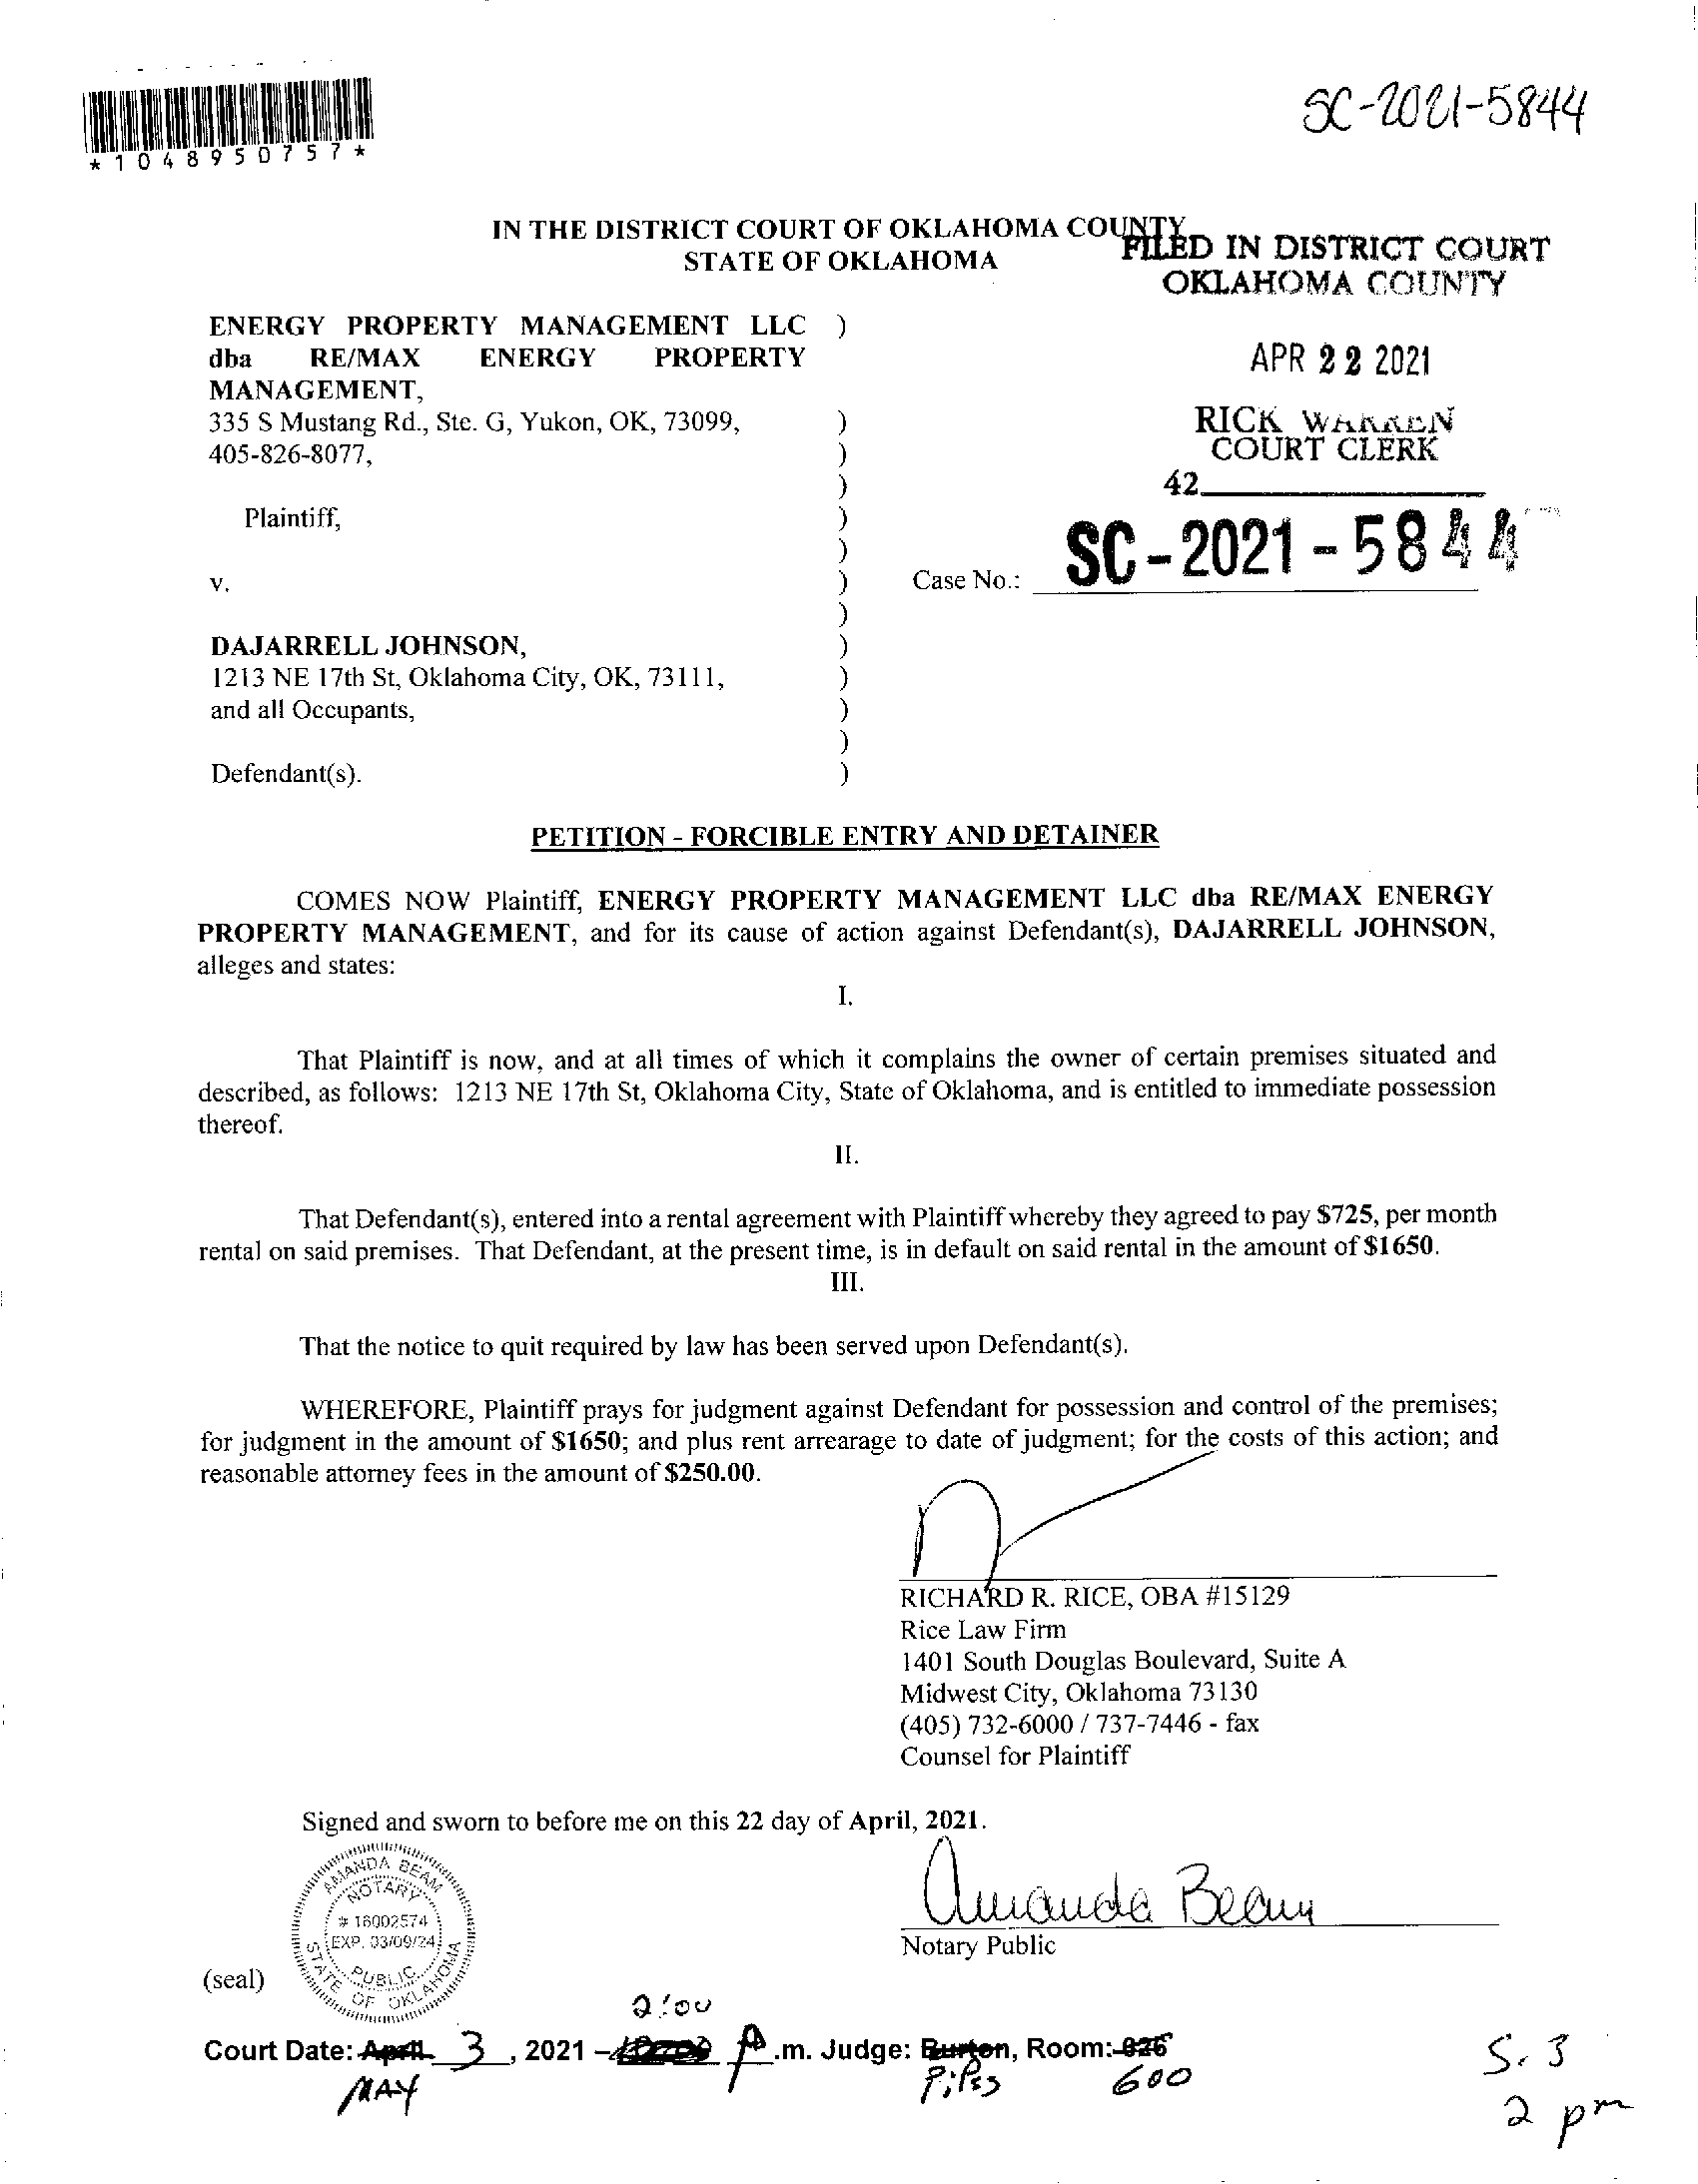 SC-2021-5844
*1048950757*
IN THE DISTRICT COURT OF OKLAHOMA COUNTY
STATE OF OKLAHOMA
FILED IN DISTRICT COURT
OKLAHOMA COUNTY
APR 22 2021
RICK WARREN
COURT CLERK
42
ENERGY PROPERTY MANAGEMENT LLC )
dba RE/MAX ENERGY PROPERTY
MANAGEMENT,
335 S Mustang Rd., Ste. G, Yukon, OK, 73099, )
405-826-8077, )
)
Plaintiff, )
)
v. ) Case No.: SC-2021-5844
)
DAJARRELL JOHNSON, )
1213 NE 17th St, Oklahoma City, OK, 73111, )
and all Occupants, )
)
Defendant(s). )
PETITION - FORCIBLE ENTRY AND DETAINER
COMES NOW Plaintiff, ENERGY PROPERTY MANAGEMENT LLC dba RE/MAX ENERGY
PROPERTY MANAGEMENT, and for its cause of action against Defendant(s), DAJARRELL JOHNSON,
alleges and states:
I.
That Plaintiff is now, and at all times of which it complains the owner of certain premises situated and
described, as follows: 1213 NE 17th St, Oklahoma City, State of Oklahoma, and is entitled to immediate possession
thereof.
II.
That Defendant(s), entered into a rental agreement with Plaintiff whereby they agreed to pay $725, per month
rental on said premises. That Defendant, at the present time, is in default on said rental in the amount of $1650.
III.
That the notice to quit required by law has been served upon Defendant(s).
WHEREFORE, Plaintiff prays for judgment against Defendant for possession and control of the premises;
for judgment in the amount of $1650; and plus rent arrearage to date of judgment; for the costs of this action; and
reasonable attorney fees in the amount of $250.00.
RICHARD R. RICE, OBA #15129
Rice Law Firm
1401 South Douglas Boulevard, Suite A
Midwest City, Oklahoma 73130
(405) 732-6000 / 737-7446 - fax
Counsel for Plaintiff
Signed and sworn to before me on this 22 day of April, 2021.
AMANDA BEAM
NOTARY
# 16002574
EXP. 03/09/24
PUBLIC
STATE OF OKLAHOMA
Amanda Beam
Notary Public
(seal)
2:00
Court Date: April 3, 2021 - P.m. Judge: Burton, Room: 026
MAY Pipes 600
5.3
2 pm